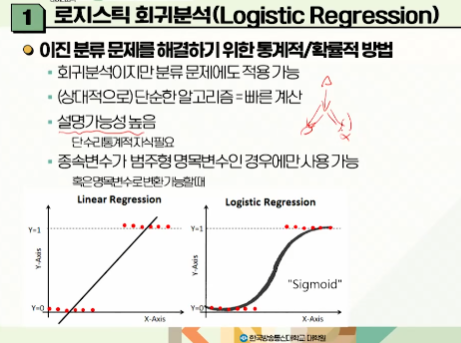 1 로지스틱 회귀분석(Logistic Regression)
이진 분류 문제를 해결하기 위한 통계적/확률적 방법
회귀분석이지만 분류 문제에도 적용 가능
(상대적으로) 단순한 알고리즘 = 빠른 계산
설명가능성 높음
단 수리통계적 지식 필요
종속변수가 범주형 명목변수인 경우에만 사용 가능
혹은 명목변수로 변환 가능할 때
Linear Regression
Y=1
Y-Axis
Y=0
X-Axis
Logistic Regression
Y=1
Y-Axis
Y=0
"Sigmoid"
X-Axis
한국방송통신대학교 대학원